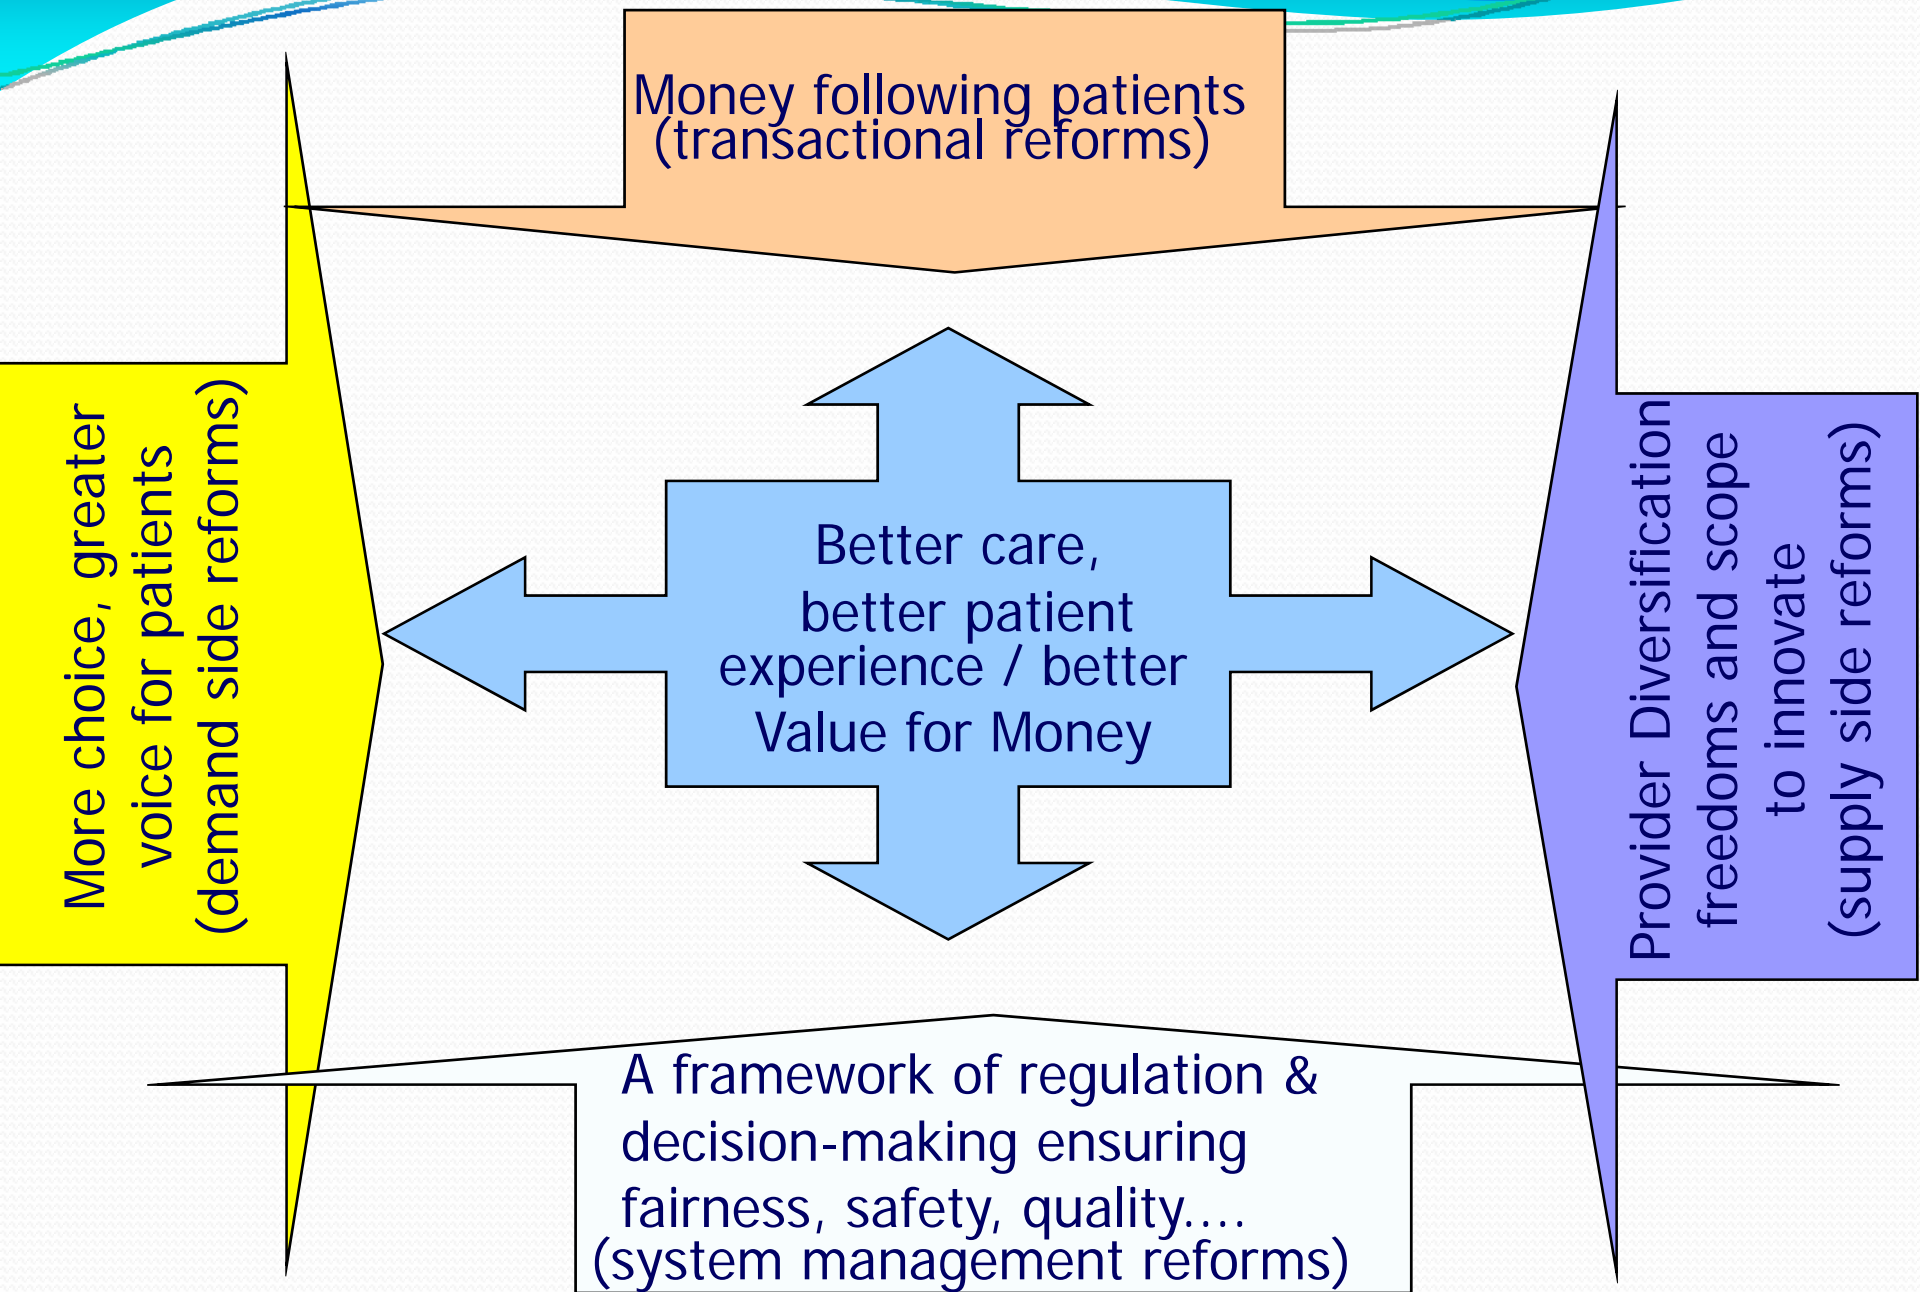 Money following patients
(transactional reforms)
More choice, greater
voice for patients
(demand side reforms)
Better care,
better patient
experience / better
Value for Money
Provider Diversification
freedoms and scope
to innovate
(supply side reforms)
A framework of regulation &
decision-making ensuring
fairness, safety, quality....
(system management reforms)